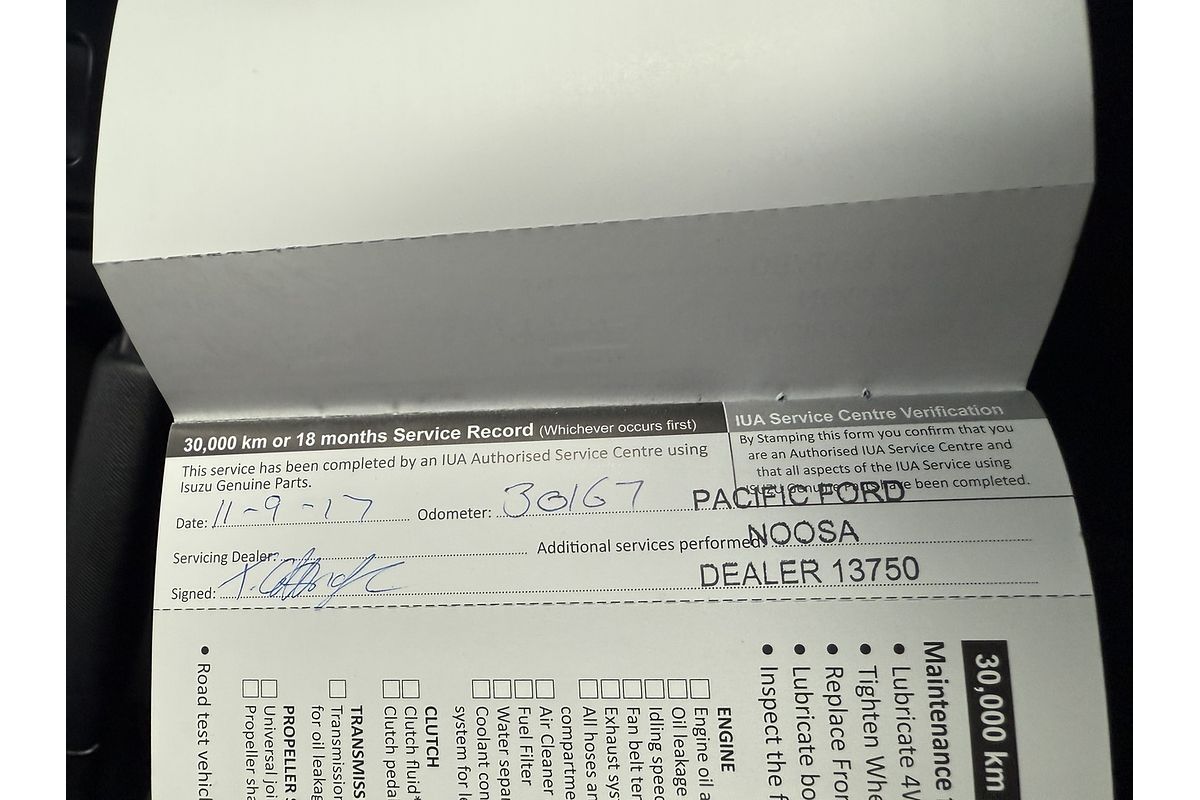 30,000 km or 18 months Service Record (Whichever occurs first)
This service has been completed by an IUA Authorised Service Centre using
Isuzu Genuine Parts.
Date: 11-9-17 Odometer: 30167
Servicing Dealer: Additional services performed:
Signed:
IUA Service Centre Verification
By Stamping this form you confirm that you
are an Authorised IUA Service Centre and
that all aspects of the IUA Service using
Isuzu Genuine Parts have been completed.
PACIFIC FORD
NOOSA
DEALER 13750
30,000 km
Maintenance
• Lubricate 4W
• Tighten Whe
• Replace Fron
• Lubricate bo
• Inspect the f
ENGINE
Engine oil a
Oil leakage
Idling speed
Fan belt ten
Exhaust sys
All hoses an
compartme
Air Cleaner
Fuel Filter
Water separ
Coolant con
system for le
CLUTCH
Clutch fluid*
Clutch pedal
TRANSMISS
Transmission
for oil leakag
PROPELLER S
Universal joi
Propeller sha
• Road test vehicl